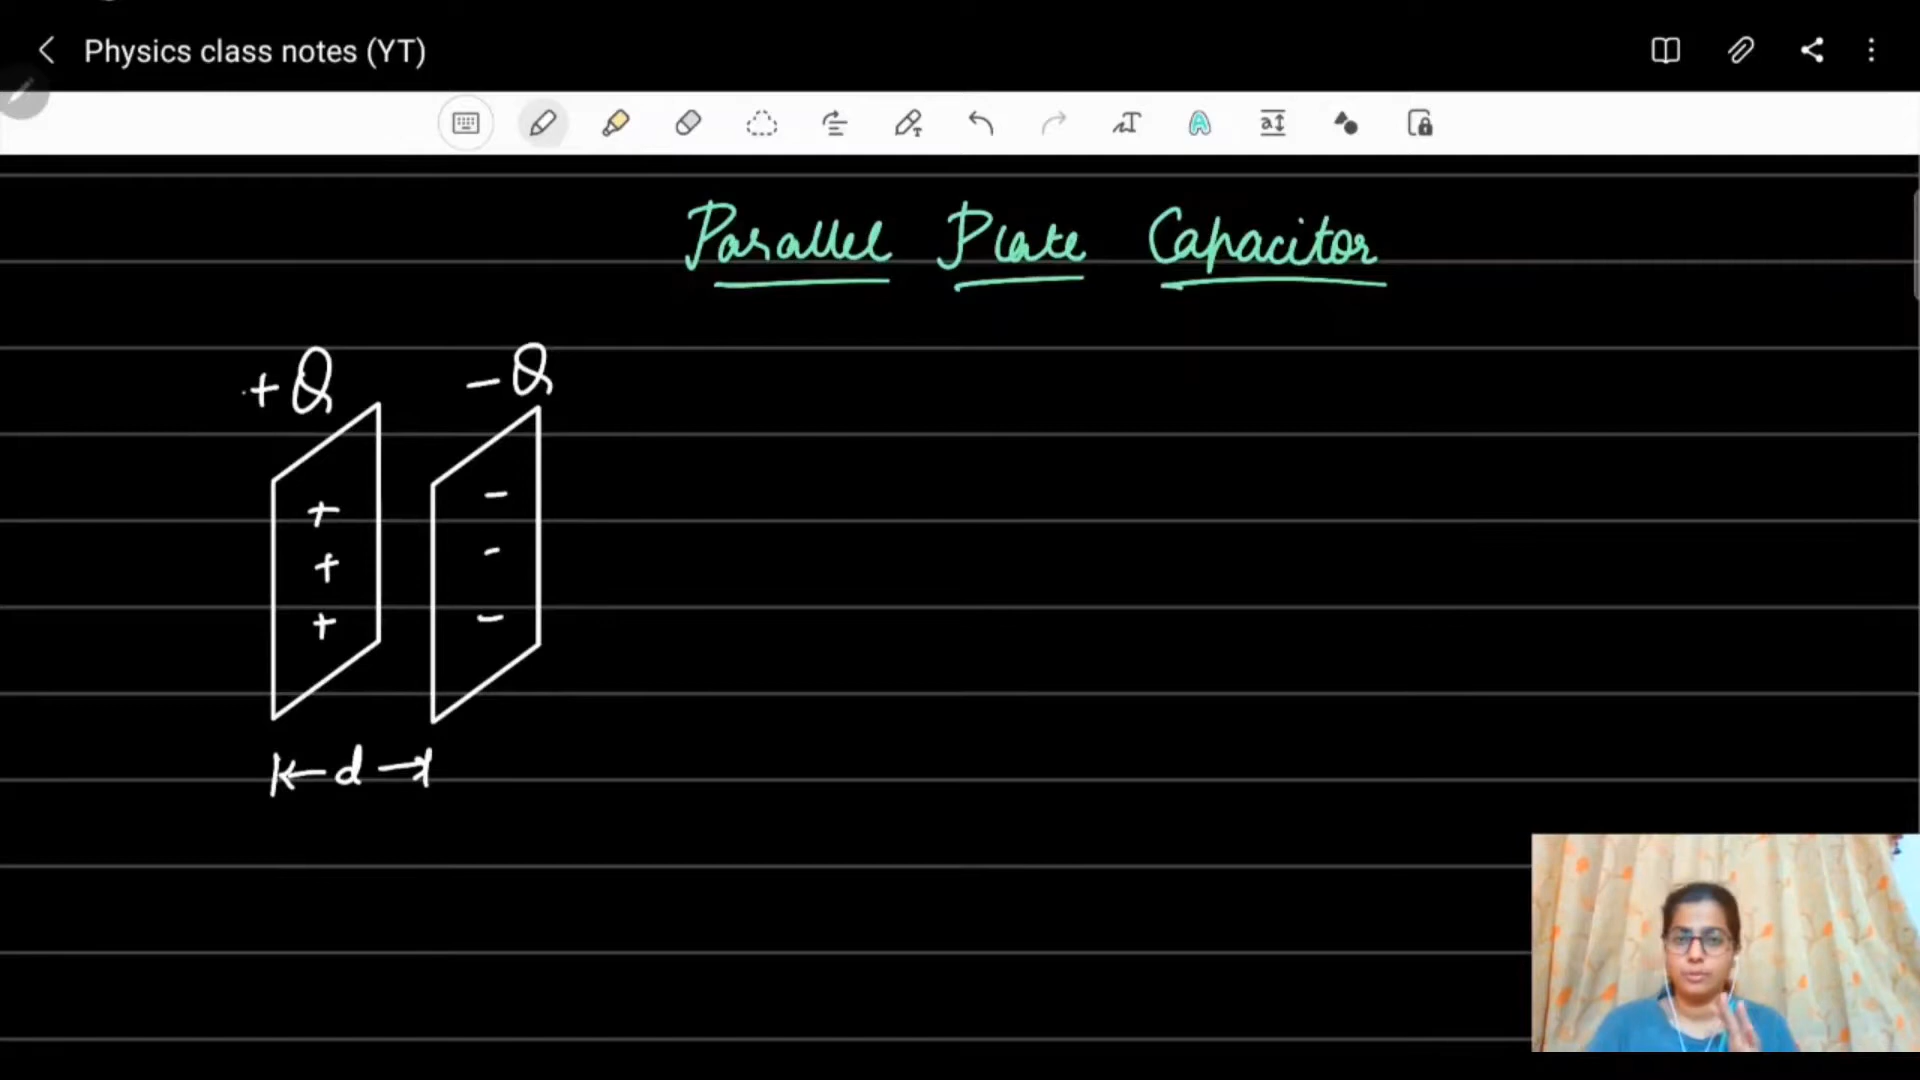 Physics class notes (YT)
Parallel Plate Capacitor
+Q -Q
+ -
+ -
+ -
d